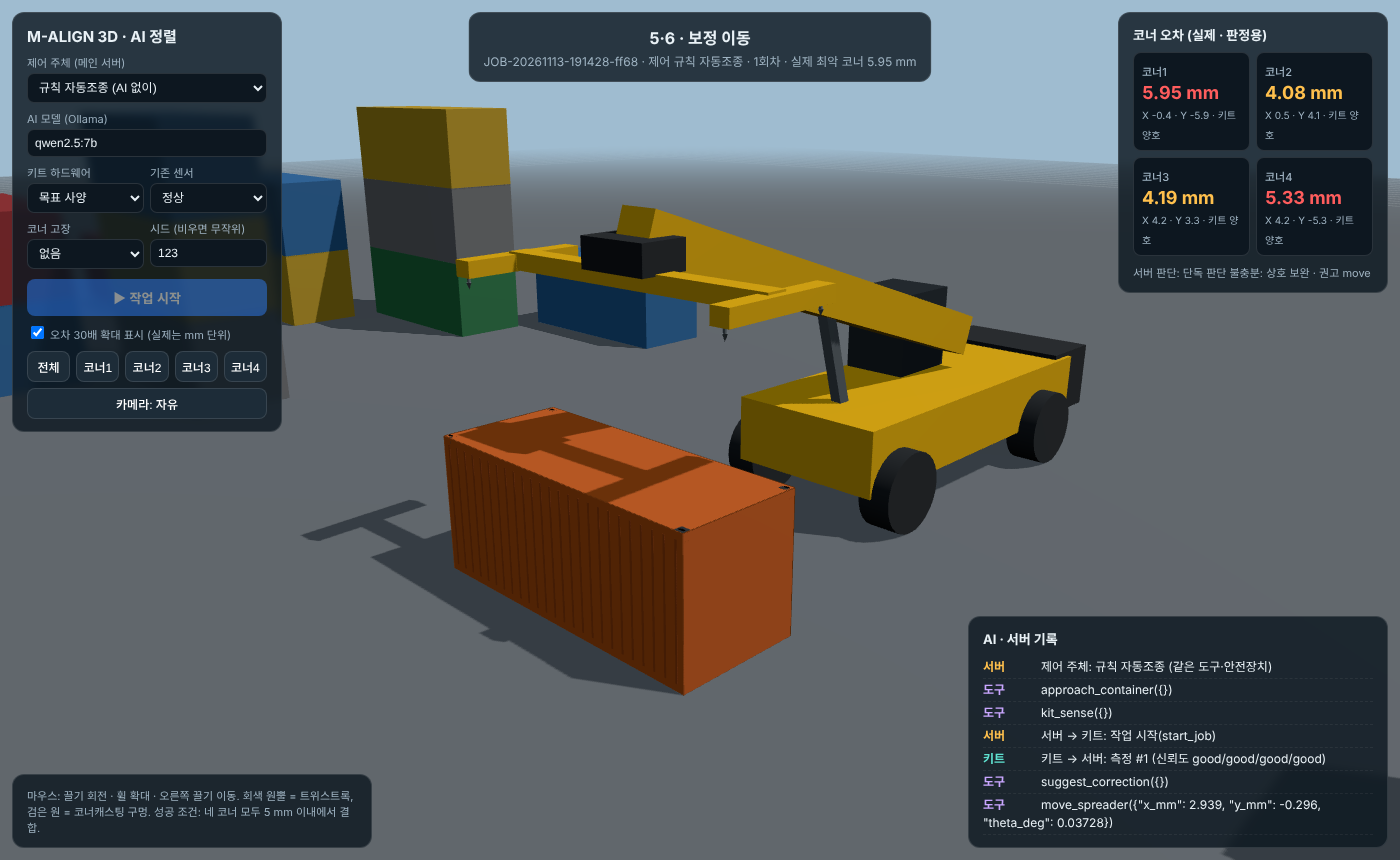 M-ALIGN 3D · AI 정렬
제어 주체 (메인 서버)
규칙 자동조종 (AI 없이)
AI 모델 (Ollama)
qwen2.5:7b
키트 하드웨어
기존 센서
목표 사양
정상
코너 고장
시드 (비우면 무작위)
없음
123
▶ 작업 시작
오차 30배 확대 표시 (실제는 mm 단위)
전체
코너1
코너2
코너3
코너4
카메라: 자유
5·6 · 보정 이동
JOB-20261113-191428-ff68 · 제어 규칙 자동조종 · 1회차 · 실제 최악 코너 5.95 mm
코너 오차 (실제 · 판정용)
코너1
5.95 mm
X -0.4 · Y -5.9 · 키트
양호
코너2
4.08 mm
X 0.5 · Y 4.1 · 키트 양
호
코너3
4.19 mm
X 4.2 · Y 3.3 · 키트 양
호
코너4
5.33 mm
X 4.2 · Y -5.3 · 키트
양호
서버 판단: 단독 판단 불충분: 상호 보완 · 권고 move
AI · 서버 기록
서버 제어 주체: 규칙 자동조종 (같은 도구·안전장치)
도구 approach_container({})
도구 kit_sense({})
서버 서버 → 키트: 작업 시작(start_job)
키트 키트 → 서버: 측정 #1 (신뢰도 good/good/good/good)
도구 suggest_correction({})
도구 move_spreader({"x_mm": 2.939, "y_mm": -0.296,
"theta_deg": 0.03728})
마우스: 끌기 회전 · 휠 확대 · 오른쪽 끌기 이동. 회색 원뿔 = 트위스트록,
검은 원 = 코너캐스팅 구멍. 성공 조건: 네 코너 모두 5 mm 이내에서 결
합.